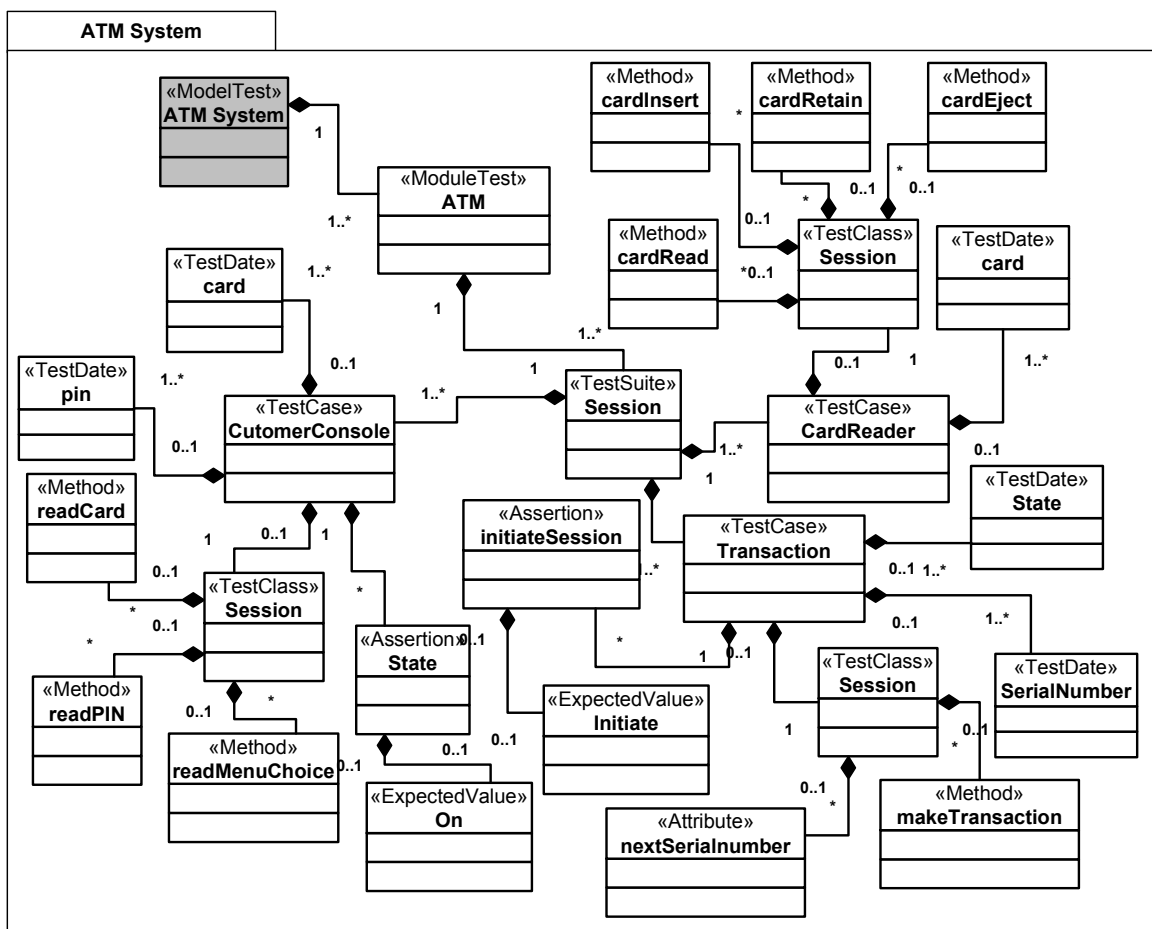 ATM System
«ModelTest»
ATM System
1
1..*
«ModuleTest»
ATM
1
1..*
«Method»
cardInsert
*
0..1
«Method»
cardRetain
*
0..1
«Method»
cardEject
*
0..1
«Method»
cardRead
*
0..1
«TestClass»
Session
0..1
1
«TestDate»
card
1..*
0..1
«TestDate»
card
1..*
0..1
«TestDate»
pin
1..*
0..1
«TestCase»
CutomerConsole
1..*
1
«TestSuite»
Session
1..*
1
«TestCase»
CardReader
«Method»
readCard
*
0..1
1
0..1
1
*
«TestClass»
Session
*
0..1
«Method»
readPIN
*
0..1
«Method»
readMenuChoice
«Assertion»
State
0..1
0..1
«ExpectedValue»
On
«Assertion»
initiateSession
0..1
0..1
*
1
«ExpectedValue»
Initiate
1..*
«TestCase»
Transaction
0..1
1..*
«TestDate»
State
0..1
1..*
«TestDate»
SerialNumber
0..1
1
«TestClass»
Session
0..1
*
«Attribute»
nextSerialnumber
0..1
*
«Method»
makeTransaction